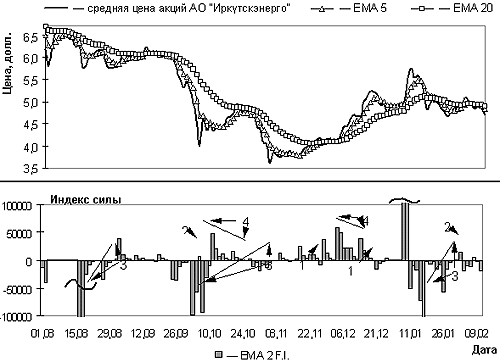 средняя цена акций АО "Иркутскэнерго" EMA 5 EMA 20
Цена, долл.
6,5
6,0
5,5
5,0
4,5
4,0
3,5
Индекс силы
100000
50000
0
-50000
-100000
2 4 4 2
3 3 1 1 3
01,08 15,08 29,08 12,09 26,09 10,10 24,10 08,11 22,11 06,12 21,12 11,01 26,01 09,02
Дата
EMA 2 F.I.